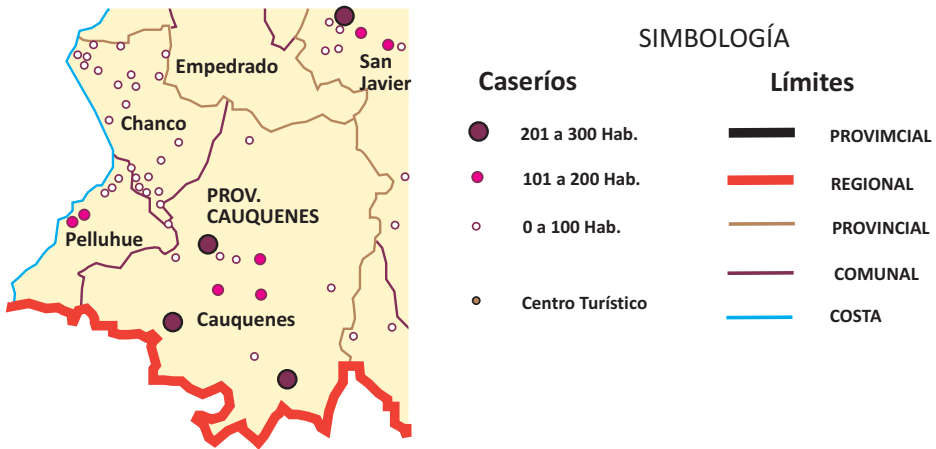 Empedrado
San
Javier
Chanco
PROV.
CAUQUENES
Pelluhue
Cauquenes
SIMBOLOGÍA
Caseríos
201 a 300 Hab.
101 a 200 Hab.
0 a 100 Hab.
Centro Turístico
Límites
PROVIMCIAL
REGIONAL
PROVINCIAL
COMUNAL
COSTA